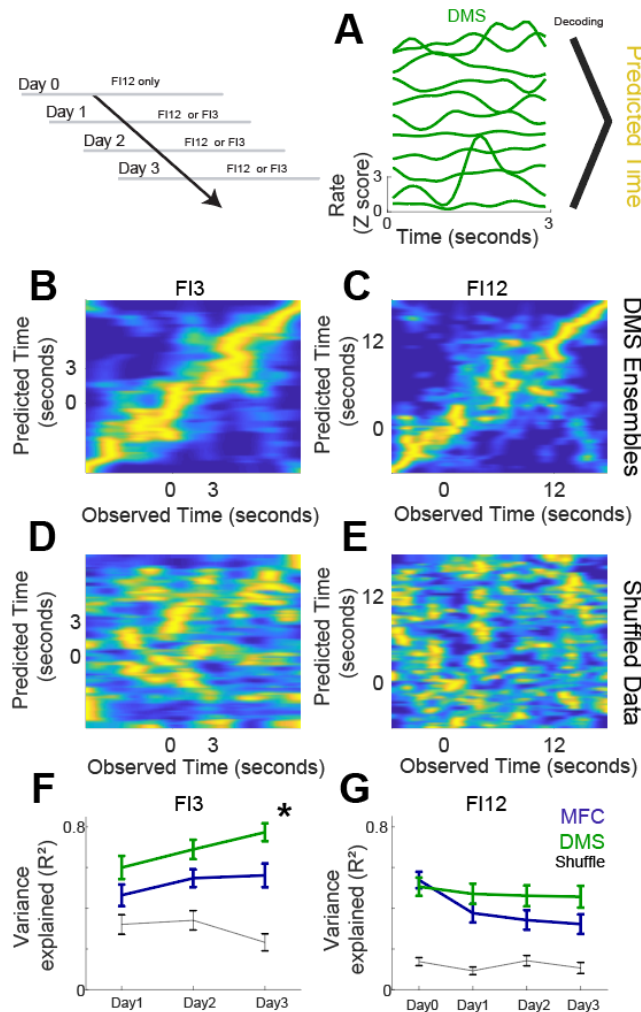 A
DMS
Decoding
Day 0
FI12 only
Day 1
FI12 or FI3
Day 2
FI12 or FI3
Day 3
FI12 or FI3
Rate
(Z score)
3
0
0
3
Time (seconds)
Predicted Time
B
FI3
Predicted Time
(seconds)
3
0
0
3
Observed Time (seconds)
C
FI12
Predicted Time
(seconds)
12
0
0
12
Observed Time (seconds)
DMS Ensembles
D
Predicted Time
(seconds)
3
0
0
3
Observed Time (seconds)
E
Predicted Time
(seconds)
12
0
0
12
Observed Time (seconds)
Shuffled Data
F
FI3
*
Variance
explained (R²)
0.8
0
Day1
Day2
Day3
G
FI12
MFC
DMS
Shuffle
Variance
explained (R²)
0.8
0
Day0
Day1
Day2
Day3